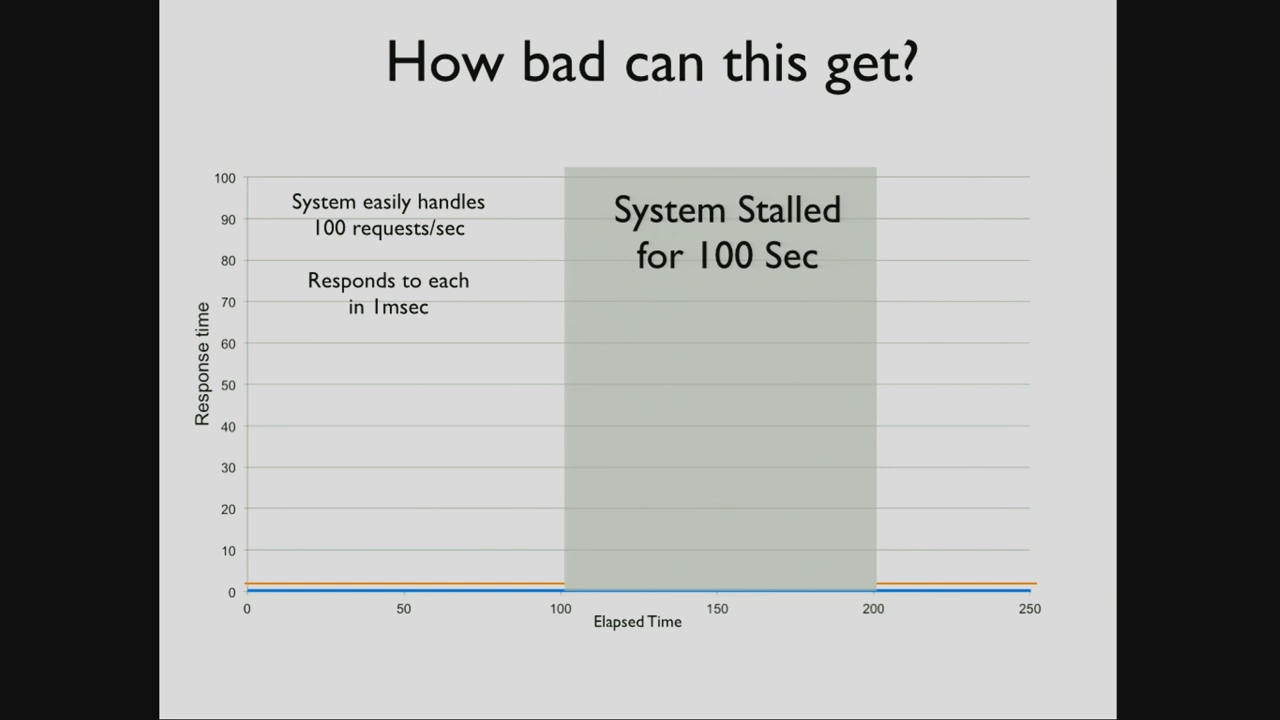 How bad can this get?
System easily handles
100 requests/sec
Responds to each
in 1msec
System Stalled
for 100 Sec
Response time
100
90
80
70
60
50
40
30
20
10
0
0
50
100
150
200
250
Elapsed Time